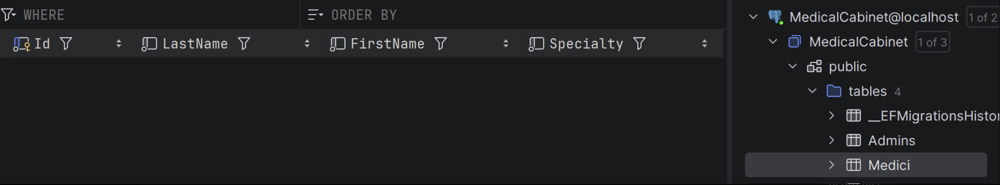 WHERE
ORDER BY
Id
LastName
FirstName
Specialty
MedicalCabinet@localhost 1 of 2
MedicalCabinet 1 of 3
public
tables 4
__EFMigrationsHistor
Admins
Medici